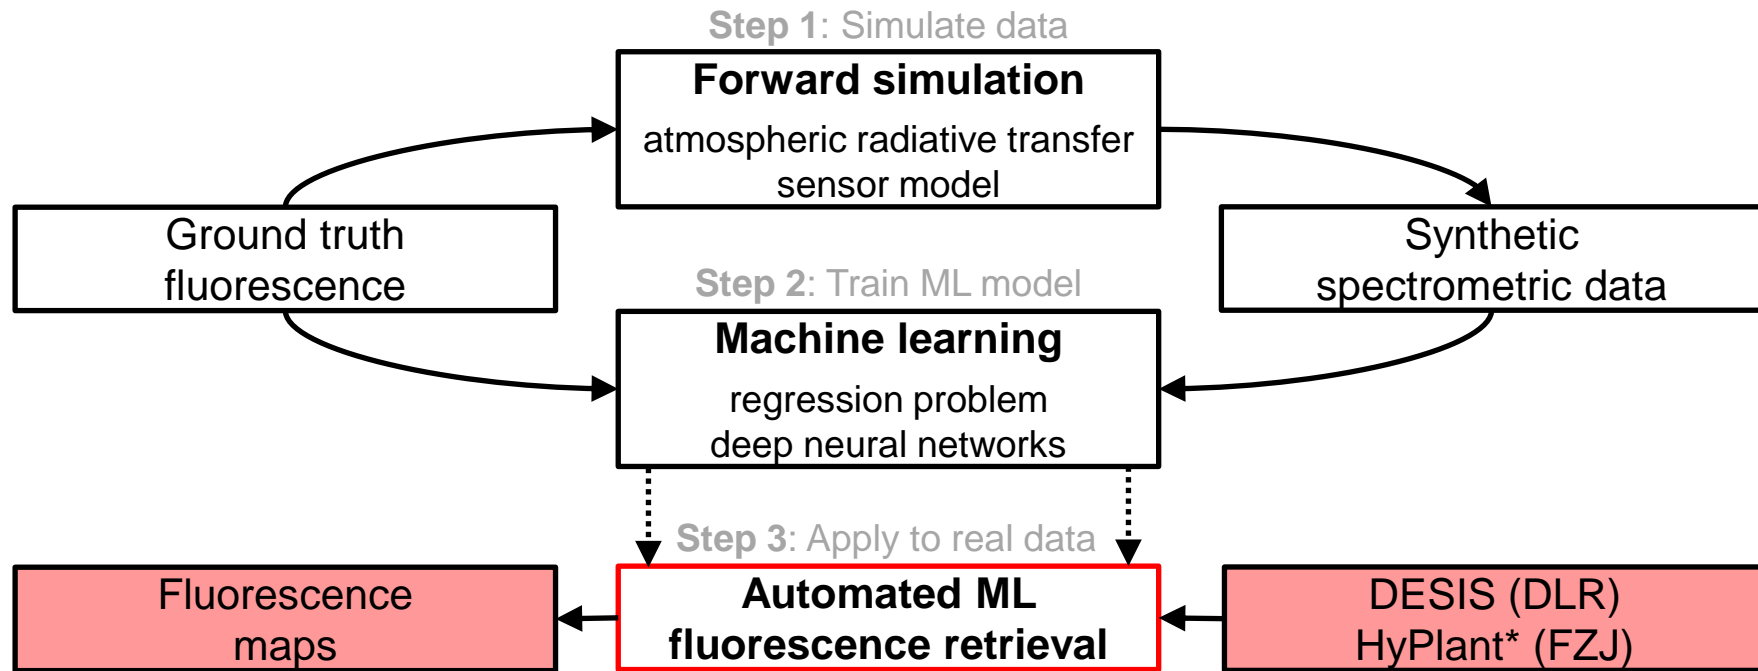 Step 1: Simulate data
Forward simulation
atmospheric radiative transfer
sensor model
Ground truth
fluorescence
Synthetic
spectrometric data
Step 2: Train ML model
Machine learning
regression problem
deep neural networks
Step 3: Apply to real data
Fluorescence
maps
Automated ML
fluorescence retrieval
DESIS (DLR)
HyPlant* (FZJ)